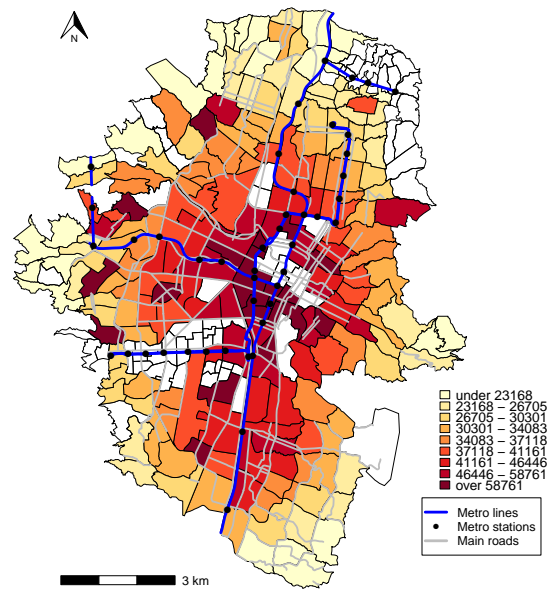 N
under 23168
23168 – 26705
26705 – 30301
30301 – 34083
34083 – 37118
37118 – 41161
41161 – 46446
46446 – 58761
over 58761
Metro lines
Metro stations
Main roads
3 km